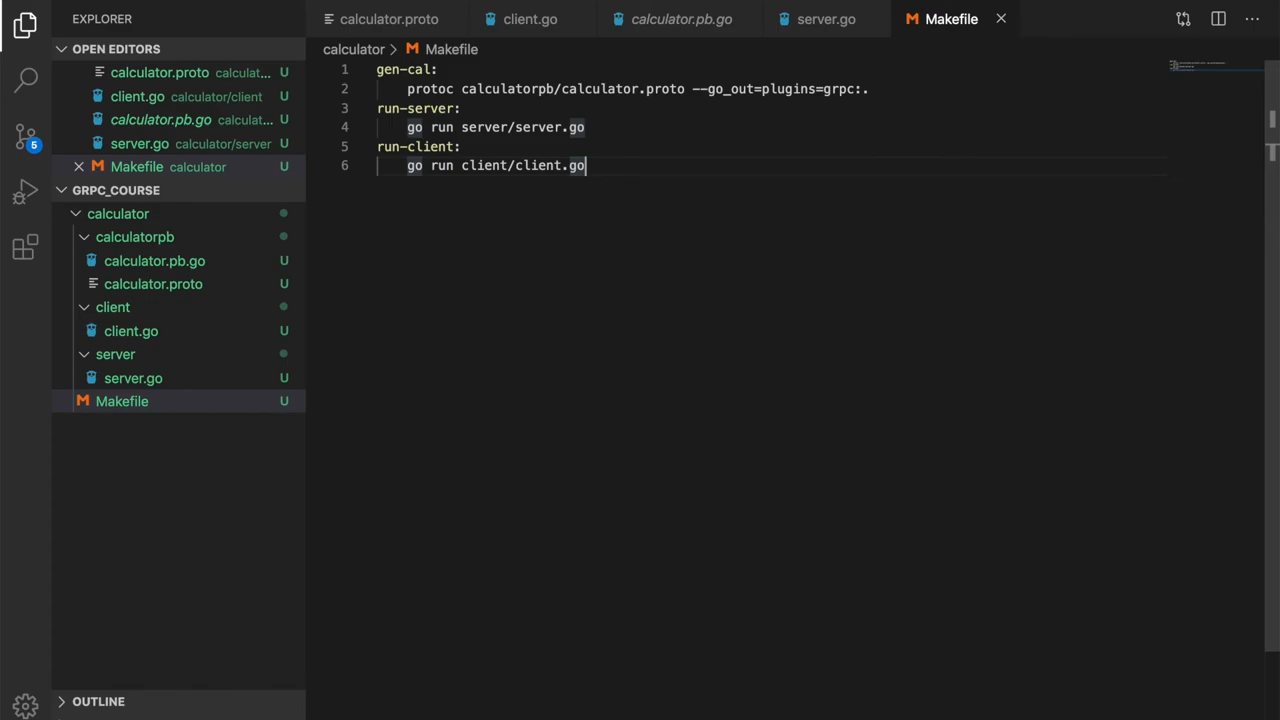 EXPLORER
OPEN EDITORS
calculator.proto calculat... U
client.go calculator/client U
calculator.pb.go calculat... U
server.go calculator/server U
Makefile calculator U
GRPC_COURSE
calculator
calculatorpb
calculator.pb.go U
calculator.proto U
client
client.go U
server
server.go U
Makefile U
OUTLINE
5
calculator.proto client.go calculator.pb.go server.go Makefile
calculator > Makefile
1 gen-cal:
2 protoc calculatorpb/calculator.proto --go_out=plugins=grpc:.
3 run-server:
4 go run server/server.go
5 run-client:
6 go run client/client.go